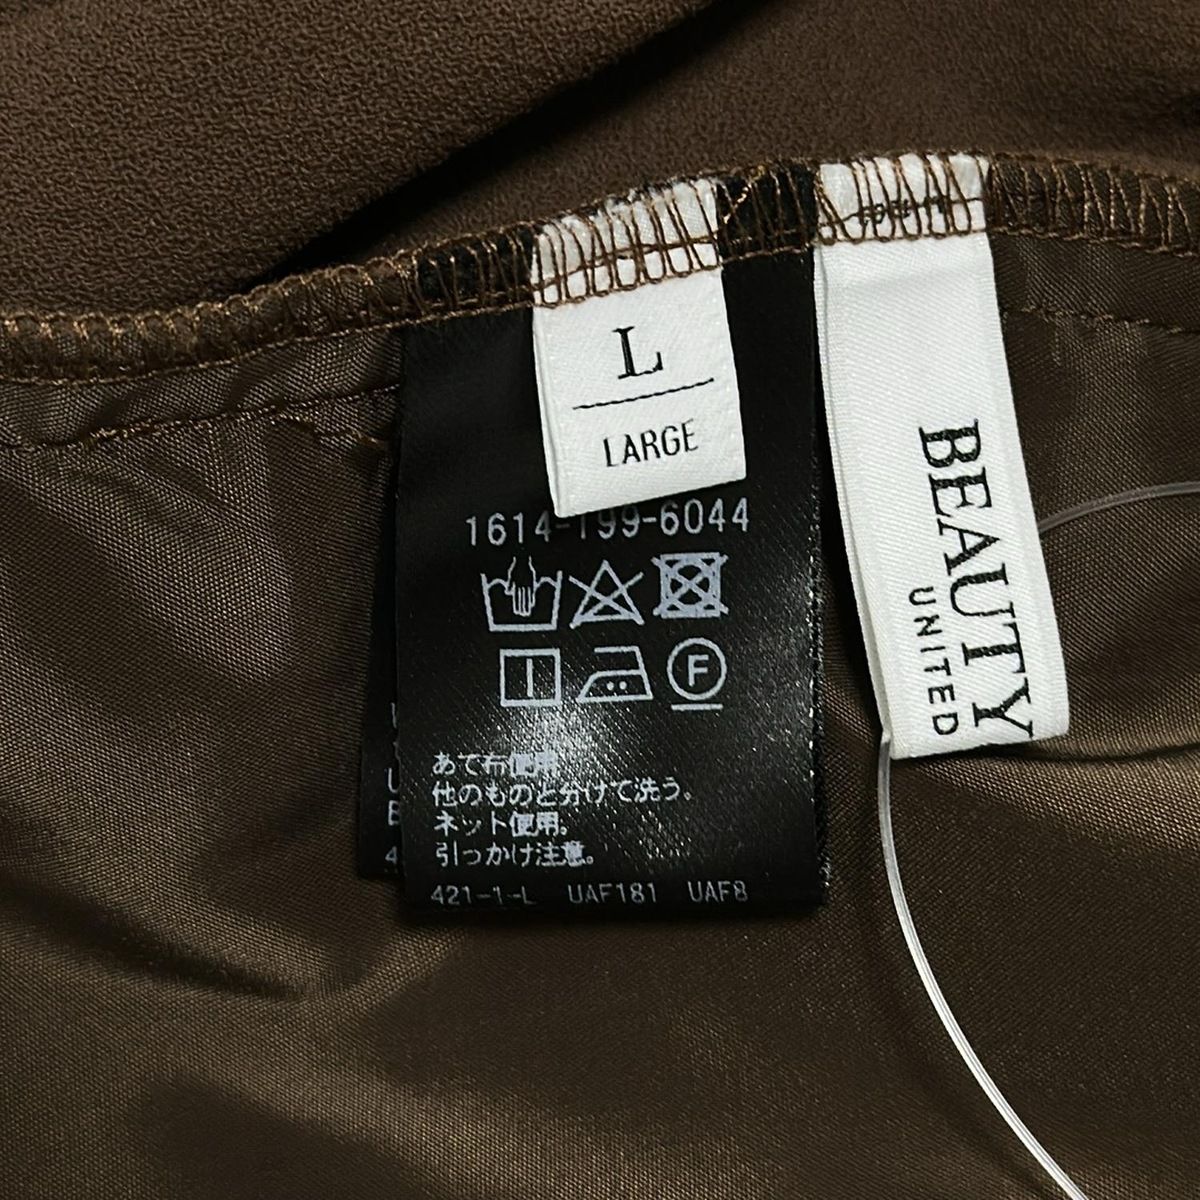 L
LARGE
1614-199-6044
F
あて布使用
他のものと分けて洗う。
ネット使用。
引っかけ注意。
421-1-L UAF181 UAF8
BEAUTY
UNITED